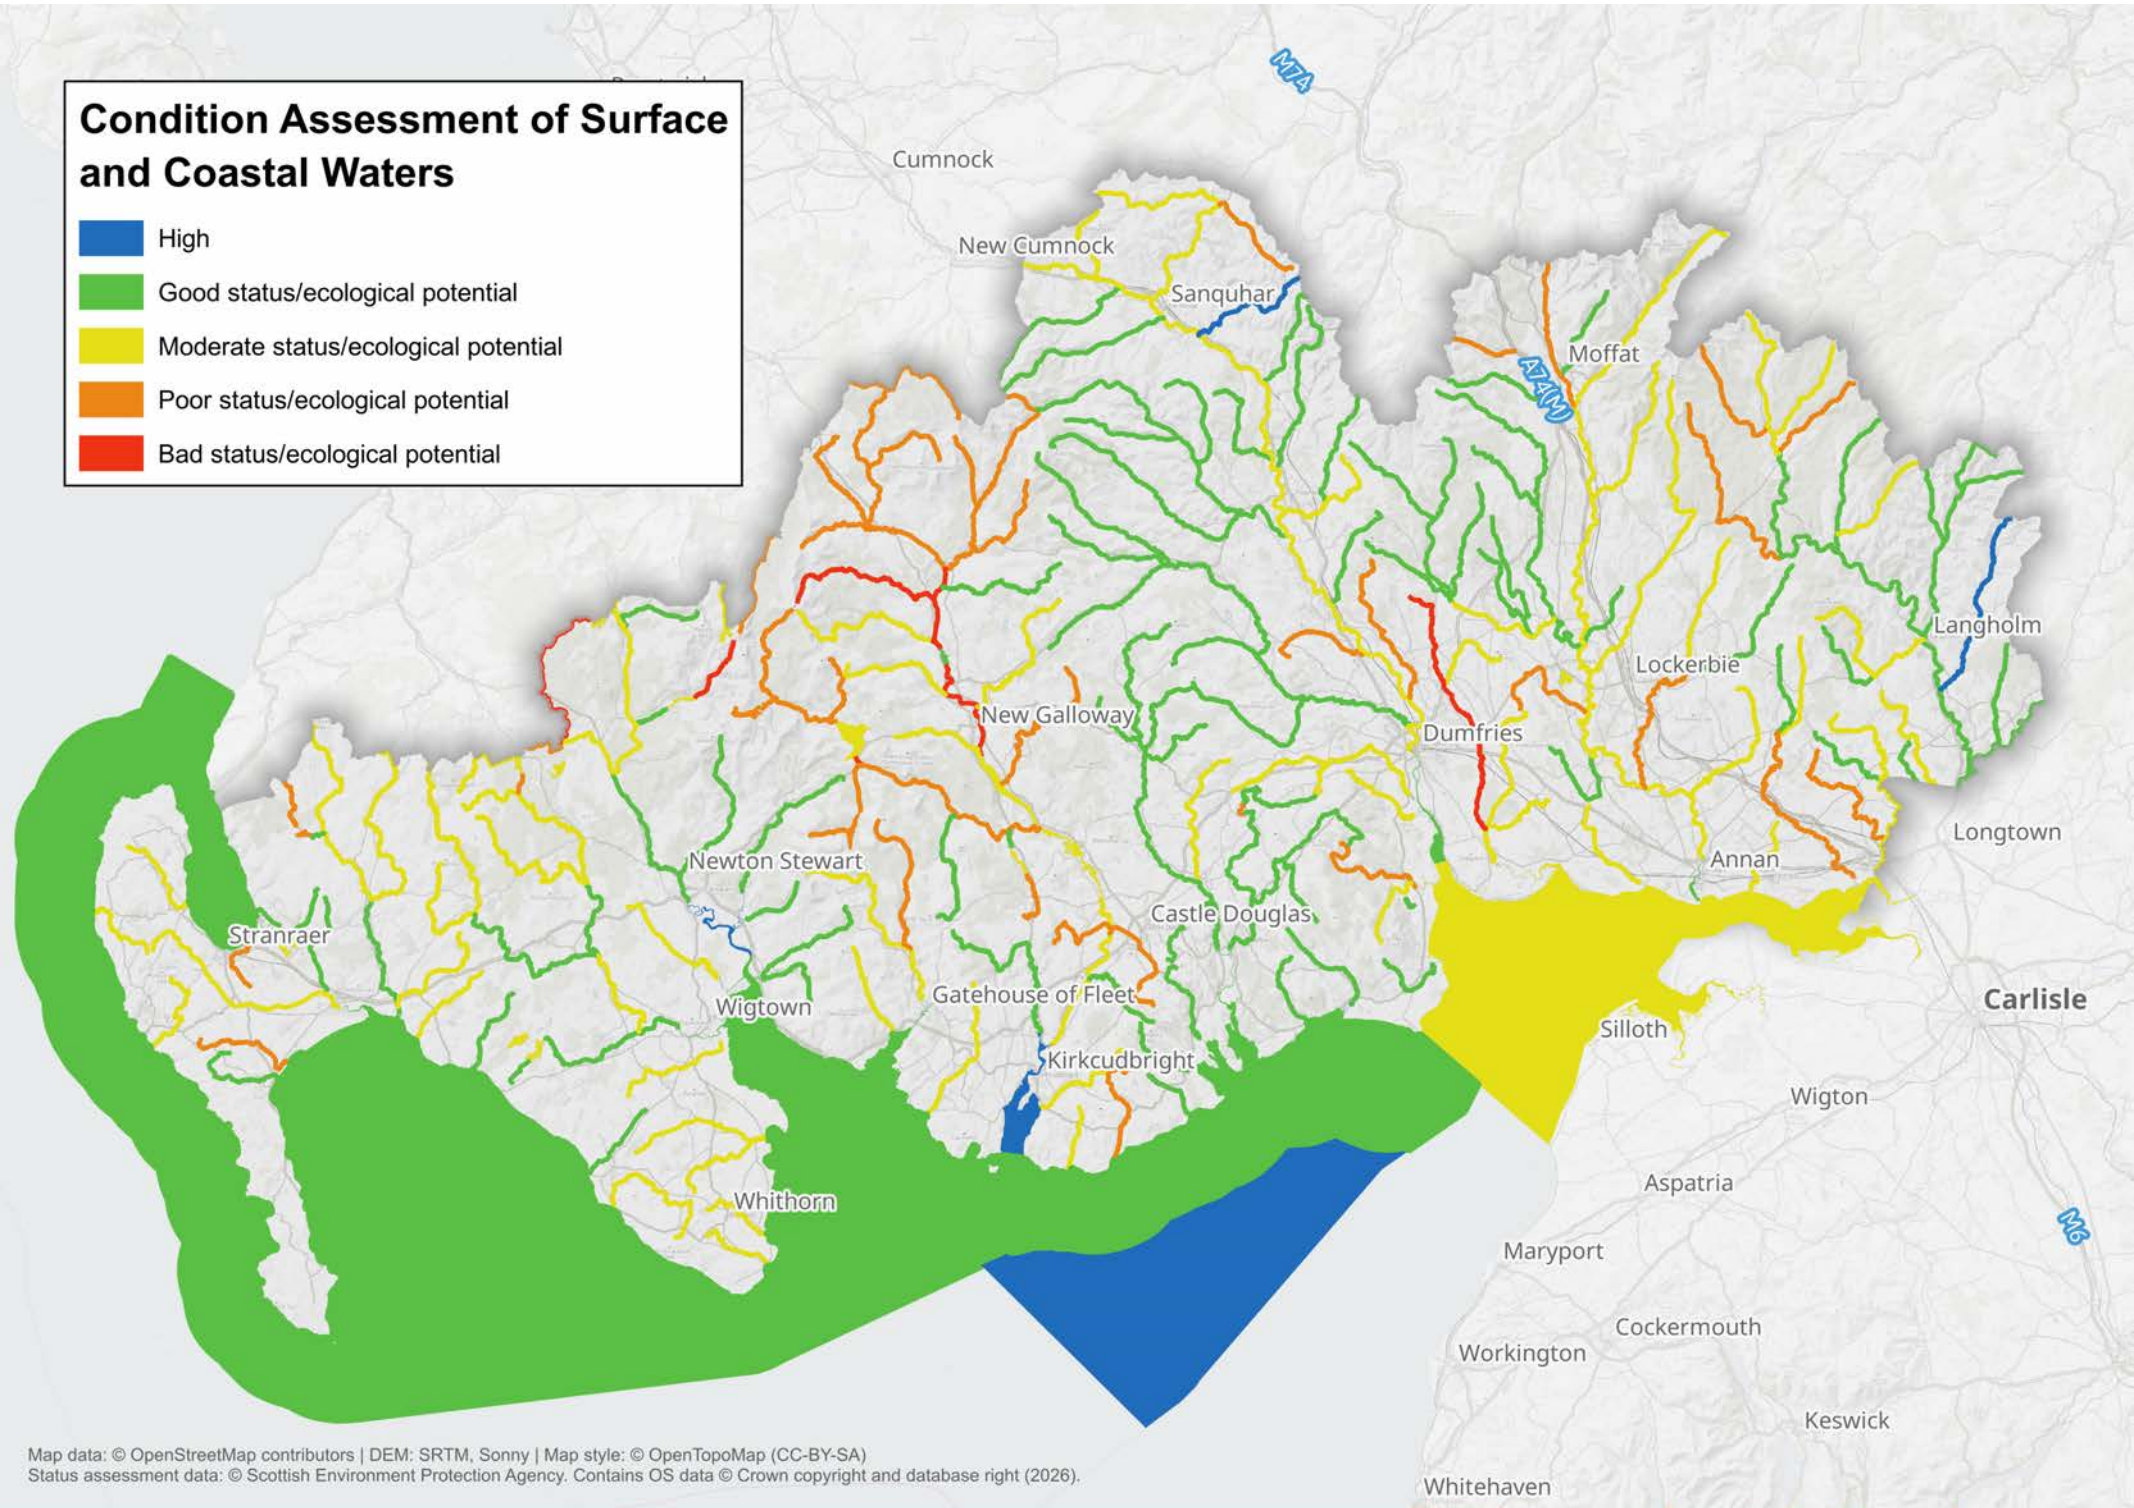 Condition Assessment of Surface
and Coastal Waters
High
Good status/ecological potential
Moderate status/ecological potential
Poor status/ecological potential
Bad status/ecological potential
M74
Cumnock
New Cumnock
Sanquhar
Moffat
A74(M)
Langholm
Lockerbie
New Galloway
Dumfries
Longtown
Newton Stewart
Annan
Castle Douglas
Stranraer
Gatehouse of Fleet
Wigtown
Carlisle
Silloth
Kirkcudbright
Wigton
Aspatria
Whithorn
M6
Maryport
Cockermouth
Workington
Keswick
Whitehaven
Map data: © OpenStreetMap contributors | DEM: SRTM, Sonny | Map style: © OpenTopoMap (CC-BY-SA)
Status assessment data: © Scottish Environment Protection Agency. Contains OS data © Crown copyright and database right (2026).